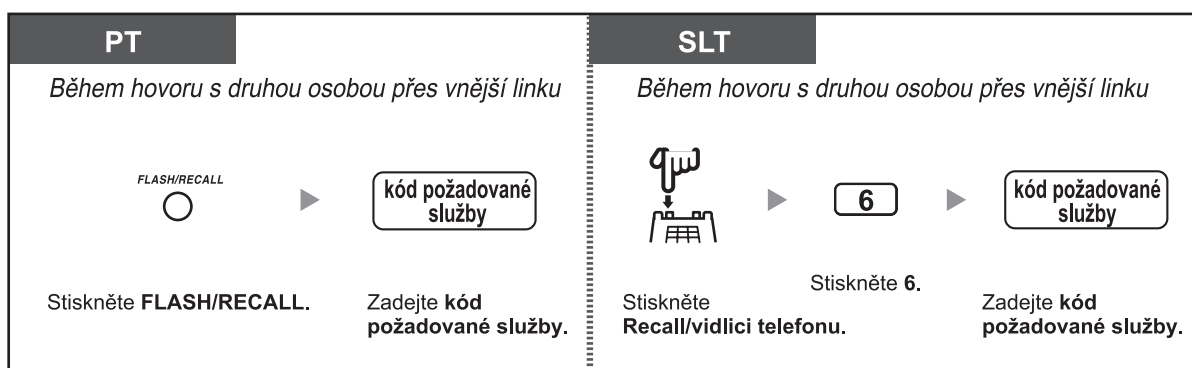 PT
Během hovoru s druhou osobou přes vnější linku
FLASH/RECALL
kód požadované
služby
Stiskněte FLASH/RECALL.
Zadejte kód
požadované služby.
SLT
Během hovoru s druhou osobou přes vnější linku
6
kód požadované
služby
Stiskněte
Recall/vidlici telefonu.
Stiskněte 6.
Zadejte kód
požadované služby.